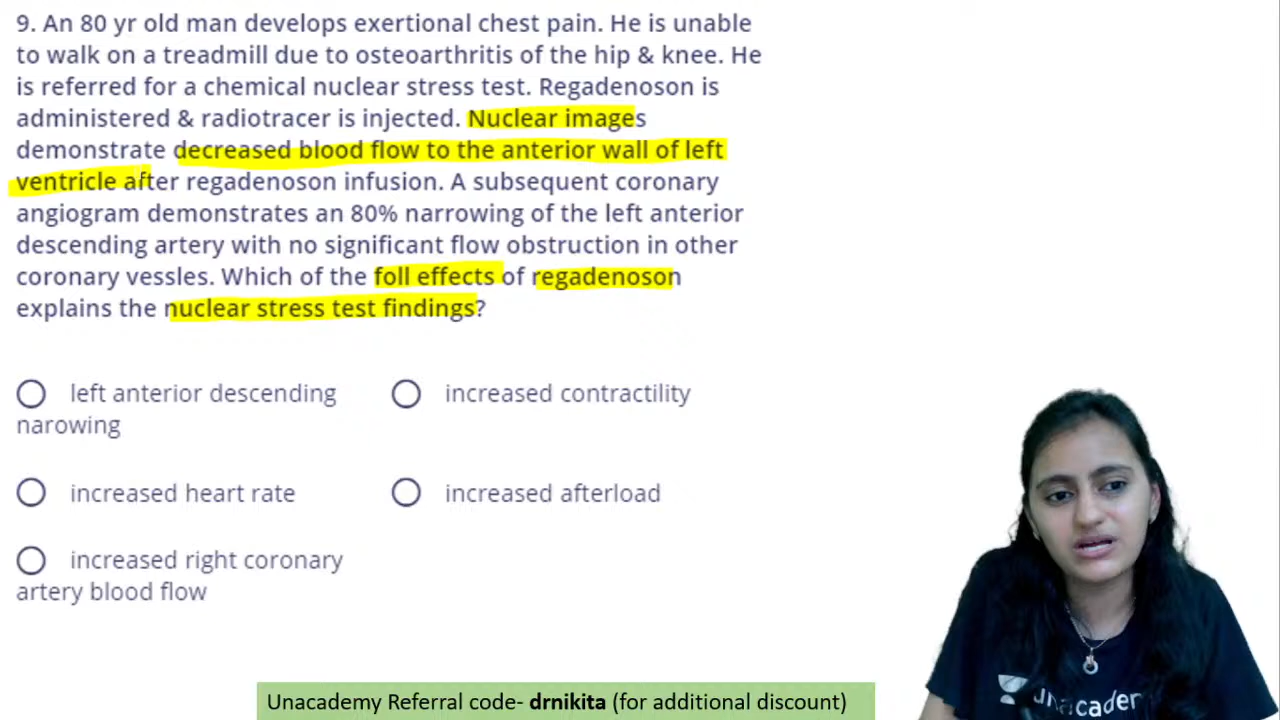 9. An 80 yr old man develops exertional chest pain. He is unable
to walk on a treadmill due to osteoarthritis of the hip & knee. He
is referred for a chemical nuclear stress test. Regadenoson is
administered & radiotracer is injected. Nuclear images
demonstrate decreased blood flow to the anterior wall of left
ventricle after regadenoson infusion. A subsequent coronary
angiogram demonstrates an 80% narrowing of the left anterior
descending artery with no significant flow obstruction in other
coronary vessles. Which of the foll effects of regadenoson
explains the nuclear stress test findings?
left anterior descending
narowing
increased contractility
increased heart rate
increased afterload
increased right coronary
artery blood flow
unacadem
Unacademy Referral code- drnikita (for additional discount)